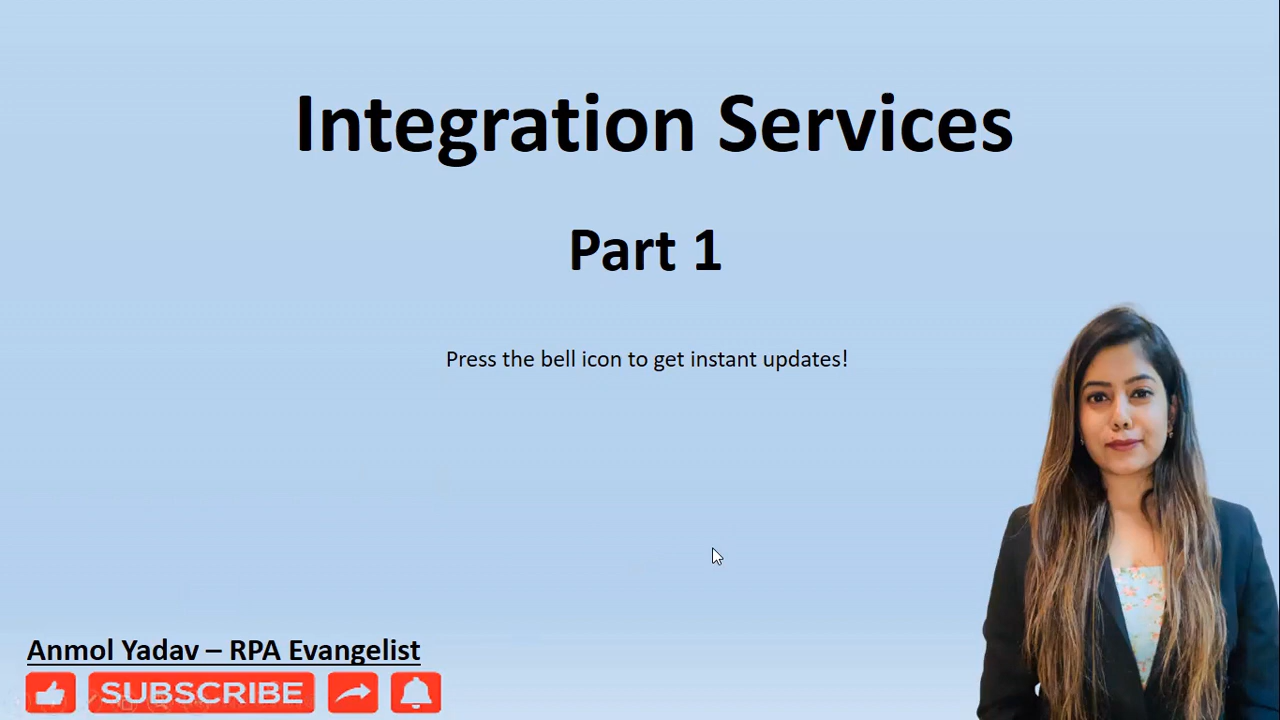 Integration Services
Part 1
Press the bell icon to get instant updates!
Anmol Yadav – RPA Evangelist
SUBSCRIBE